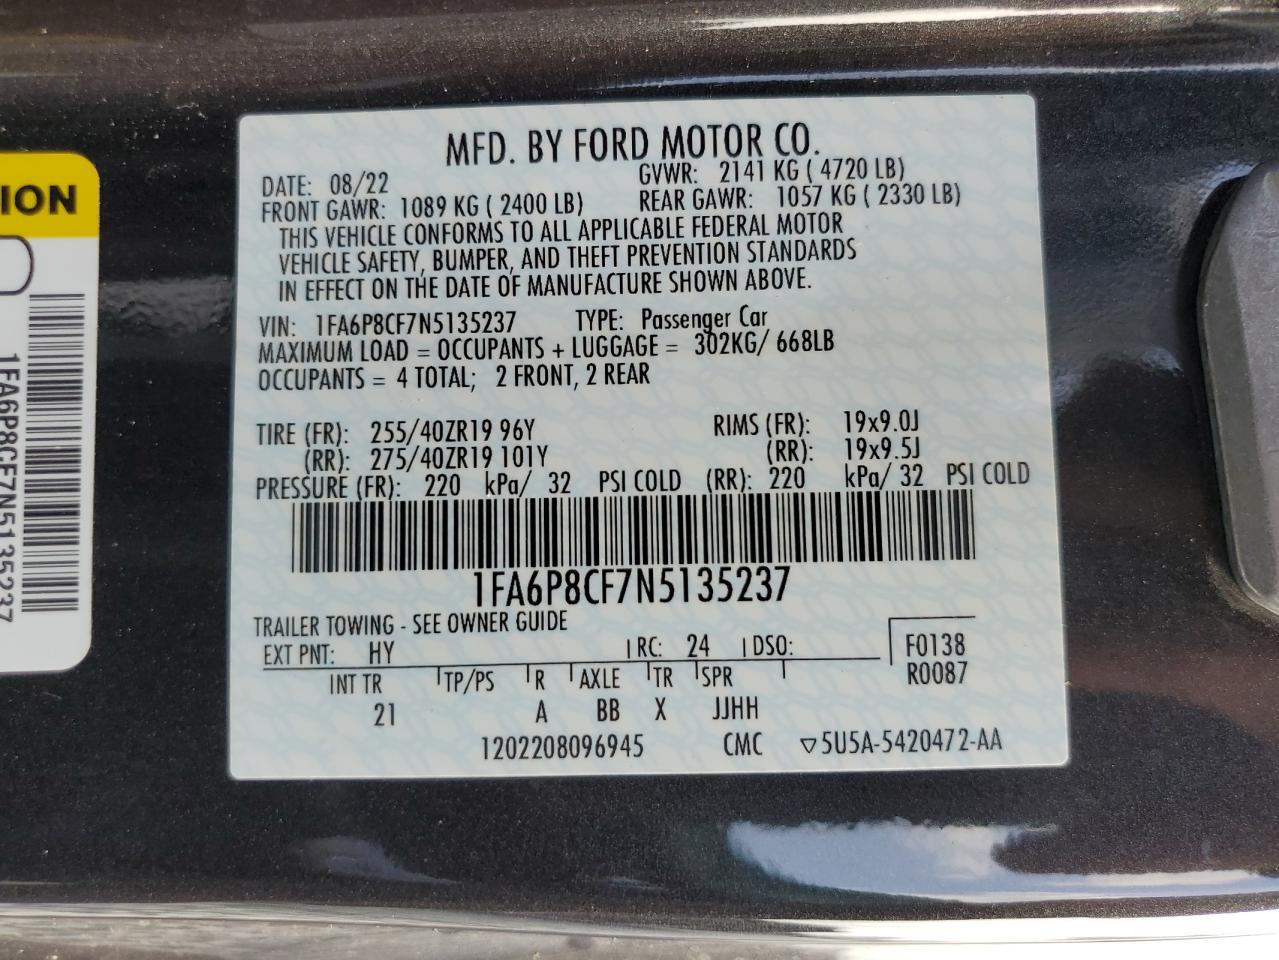 MFD. BY FORD MOTOR CO.
DATE: 08/22 GVWR: 2141 KG ( 4720 LB)
FRONT GAWR: 1089 KG ( 2400 LB) REAR GAWR: 1057 KG ( 2330 LB)
THIS VEHICLE CONFORMS TO ALL APPLICABLE FEDERAL MOTOR
VEHICLE SAFETY, BUMPER, AND THEFT PREVENTION STANDARDS
IN EFFECT ON THE DATE OF MANUFACTURE SHOWN ABOVE.
VIN: 1FA6P8CF7N5135237 TYPE: Passenger Car
MAXIMUM LOAD = OCCUPANTS + LUGGAGE = 302KG/ 668LB
OCCUPANTS = 4 TOTAL; 2 FRONT, 2 REAR
TIRE (FR): 255/40ZR19 96Y RIMS (FR): 19x9.0J
(RR): 275/40ZR19 101Y (RR): 19x9.5J
PRESSURE (FR): 220 kPa/ 32 PSI COLD (RR): 220 kPa/ 32 PSI COLD
1FA6P8CF7N5135237
TRAILER TOWING - SEE OWNER GUIDE
EXT PNT: HY RC: 24 DSO: F0138
INT TR TP/PS R AXLE TR SPR R0087
21 A BB X JJHH
1202208096945 CMC ▽5U5A-5420472-AA
ION
1FA6P8CF7N5135237